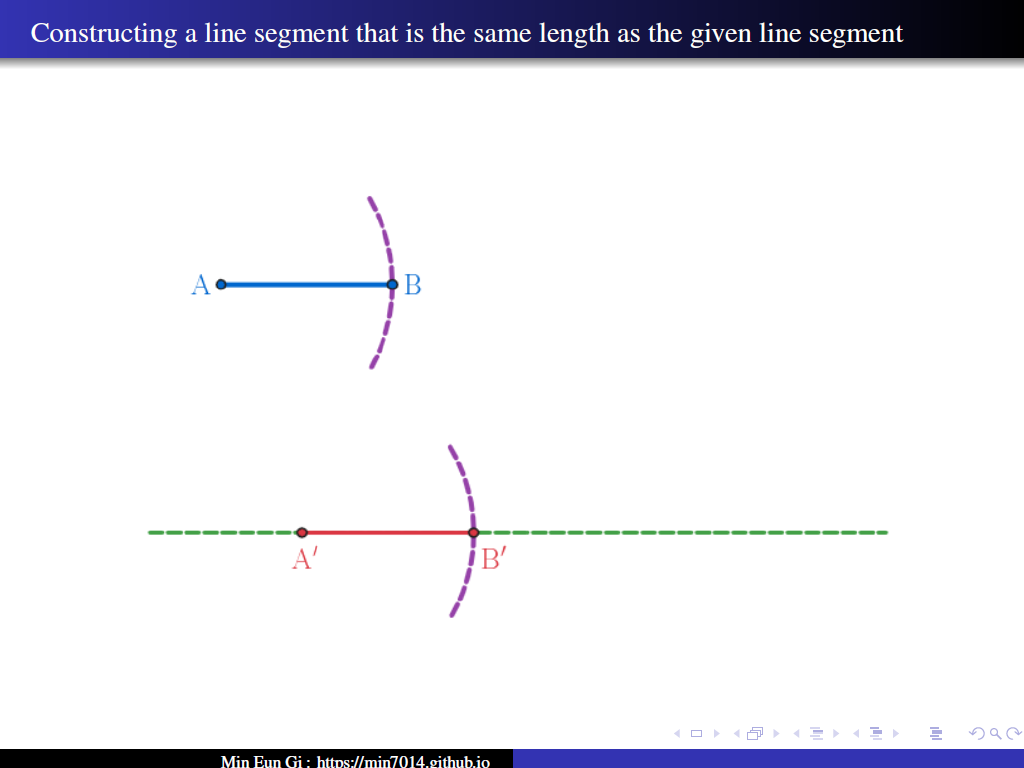 Constructing a line segment that is the same length as the given line segment
A B
A′ B′
Min Eun Gi : https://min7014.github.io